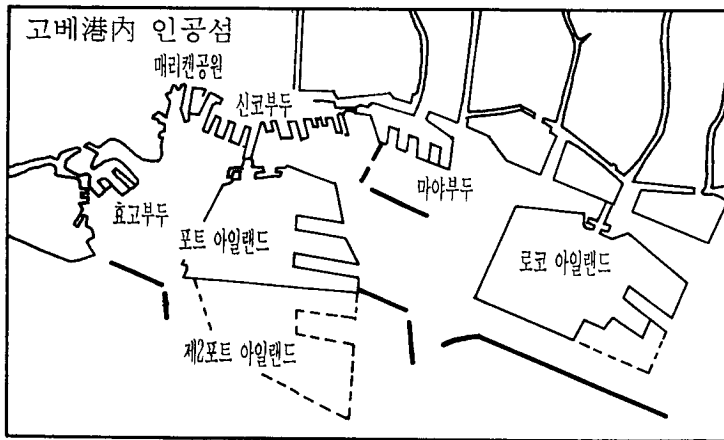 고베港內 인공섬
매리켄공원
신코부두
마야부두
효고부두
포트 아일랜드
로코 아일랜드
제2포트 아일랜드